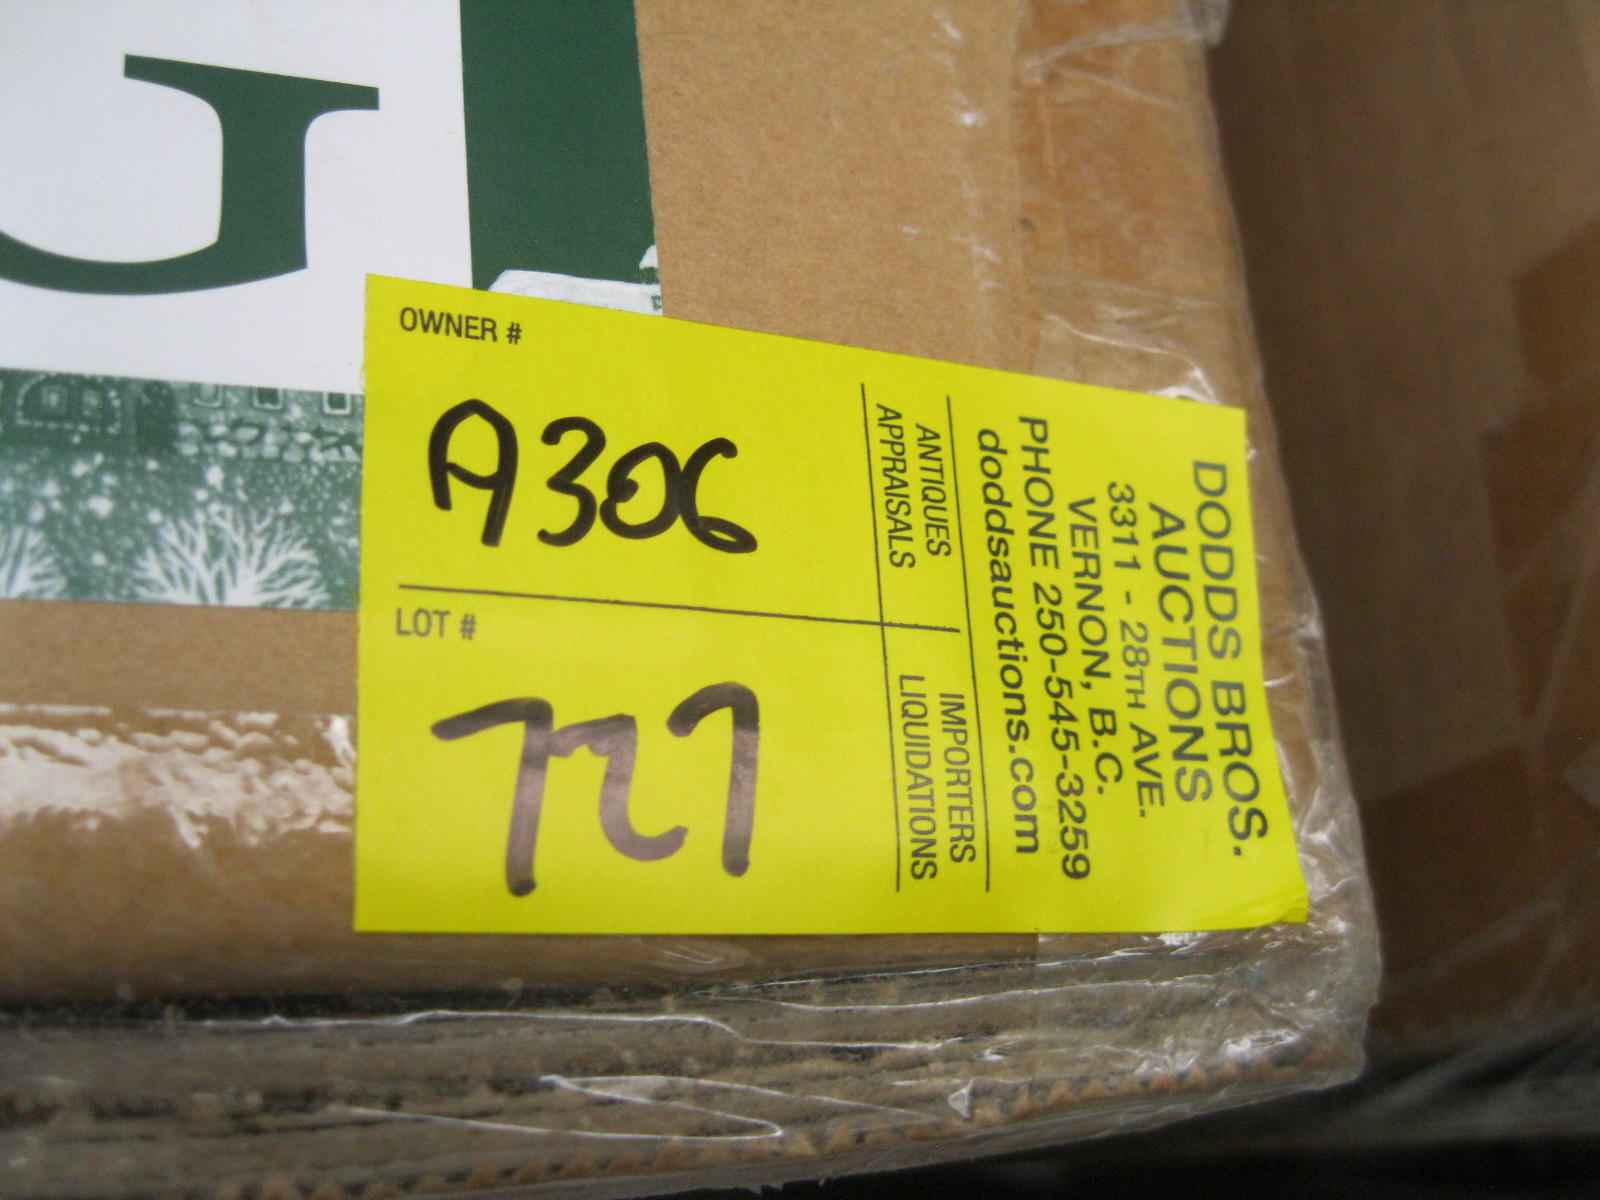 G
OWNER #
A306
LOT #
727
ANTIQUES
APPRAISALS
IMPORTERS
LIQUIDATIONS
DODDS BROS.
AUCTIONS
3311 - 28TH AVE.
VERNON, B.C.
PHONE 250-545-3259
doddsauctions.com